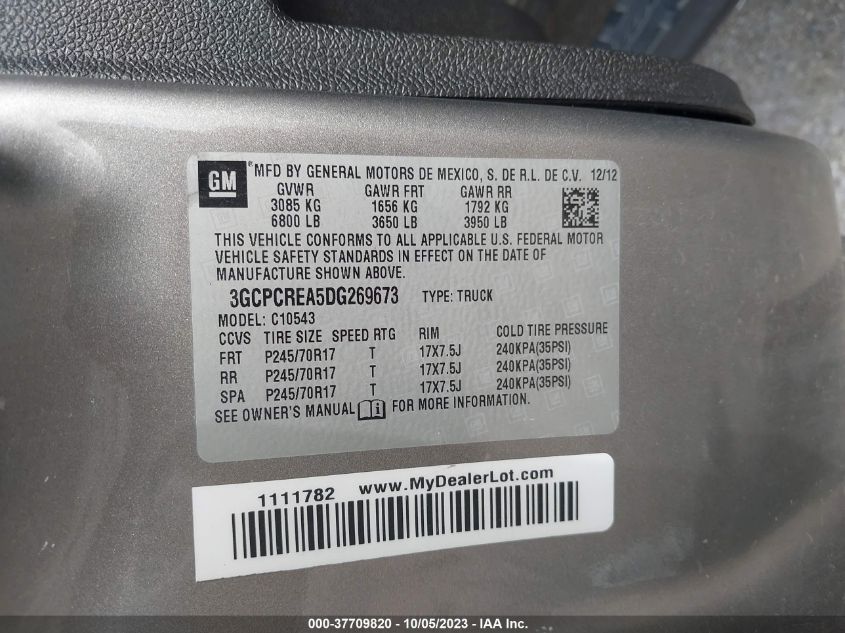 GM ® MFD BY GENERAL MOTORS DE MEXICO, S. DE R.L. DE C.V. 12/12
GVWR GAWR FRT GAWR RR
3085 KG 1656 KG 1792 KG
6800 LB 3650 LB 3950 LB
THIS VEHICLE CONFORMS TO ALL APPLICABLE U.S. FEDERAL MOTOR
VEHICLE SAFETY STANDARDS IN EFFECT ON THE DATE OF
MANUFACTURE SHOWN ABOVE.
3GCPCREA5DG269673 TYPE: TRUCK
MODEL: C10543
CCVS TIRE SIZE SPEED RTG RIM COLD TIRE PRESSURE
FRT P245/70R17 T 17X7.5J 240KPA(35PSI)
RR P245/70R17 T 17X7.5J 240KPA(35PSI)
SPA P245/70R17 T 17X7.5J 240KPA(35PSI)
SEE OWNER'S MANUAL i FOR MORE INFORMATION.
1111782 www.MyDealerLot.com
000-37709820 - 10/05/2023 - IAA Inc.